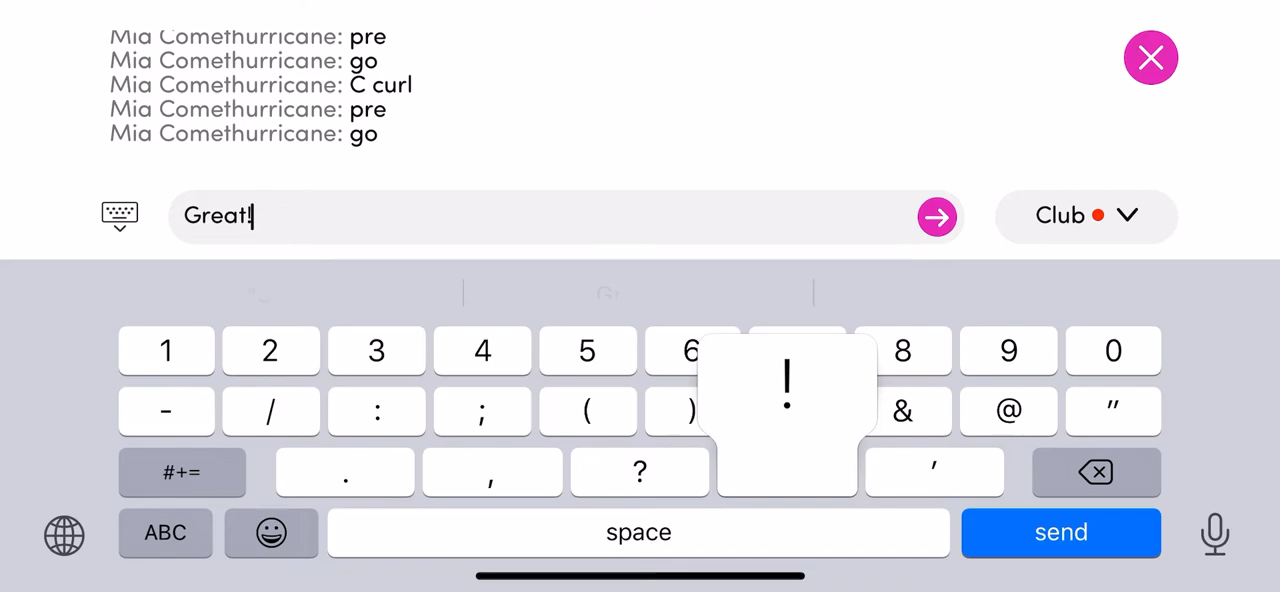 Mia Comethurricane: pre
Mia Comethurricane: go
Mia Comethurricane: C curl
Mia Comethurricane: pre
Mia Comethurricane: go
Great!
Club
1 2 3 4 5 6 8 9 0
- / : ; ( ) ! & @ "
#+= . , ? '
ABC space send